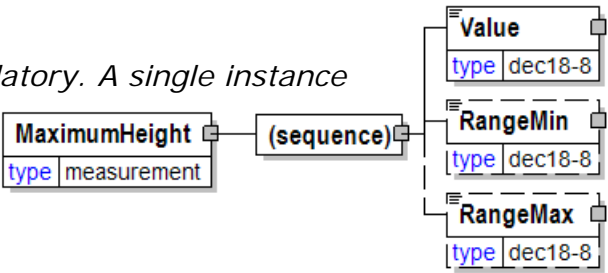 Value
type dec18-8
latory. A single instance
MaximumHeight
type measurement
(sequence)
RangeMin
type dec18-8
RangeMax
type dec18-8